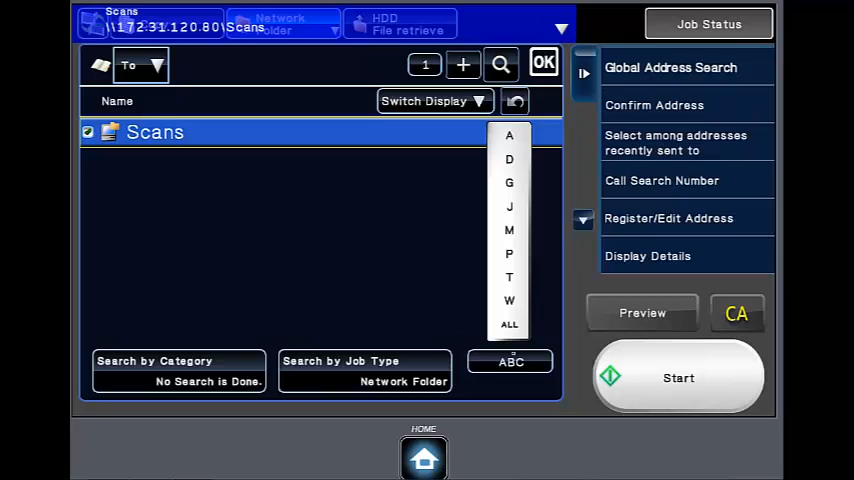 Scans
\\172.31.120.80\Scans
Network
Folder
HDD
File retrieve
Job Status
To
1
OK
Name
Switch Display
Scans
A
D
G
J
M
P
T
W
ALL
ABC
Search by Category
No Search is Done.
Search by Job Type
Network Folder
Global Address Search
Confirm Address
Select among addresses
recently sent to
Call Search Number
Register/Edit Address
Display Details
Preview
CA
Start
HOME